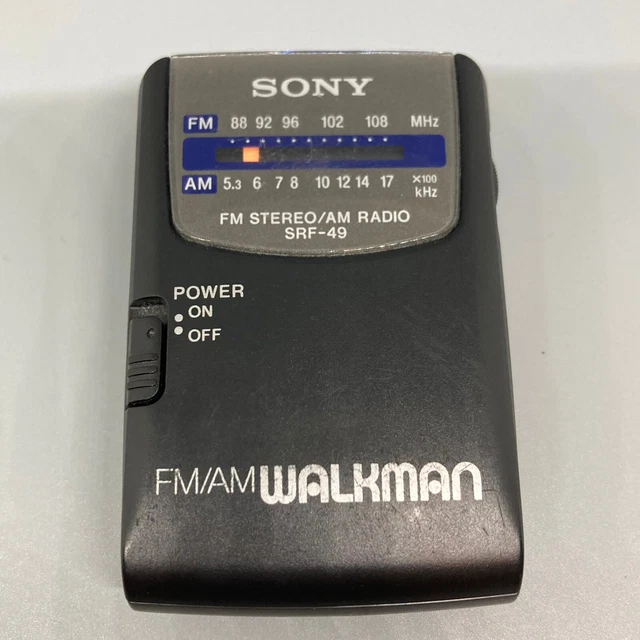 SONY
FM 88 92 96 102 108 MHz
AM 5.3 6 7 8 10 12 14 17 ×100 kHz
FM STEREO/AM RADIO
SRF-49
POWER
ON
OFF
FM/AM WALKMAN